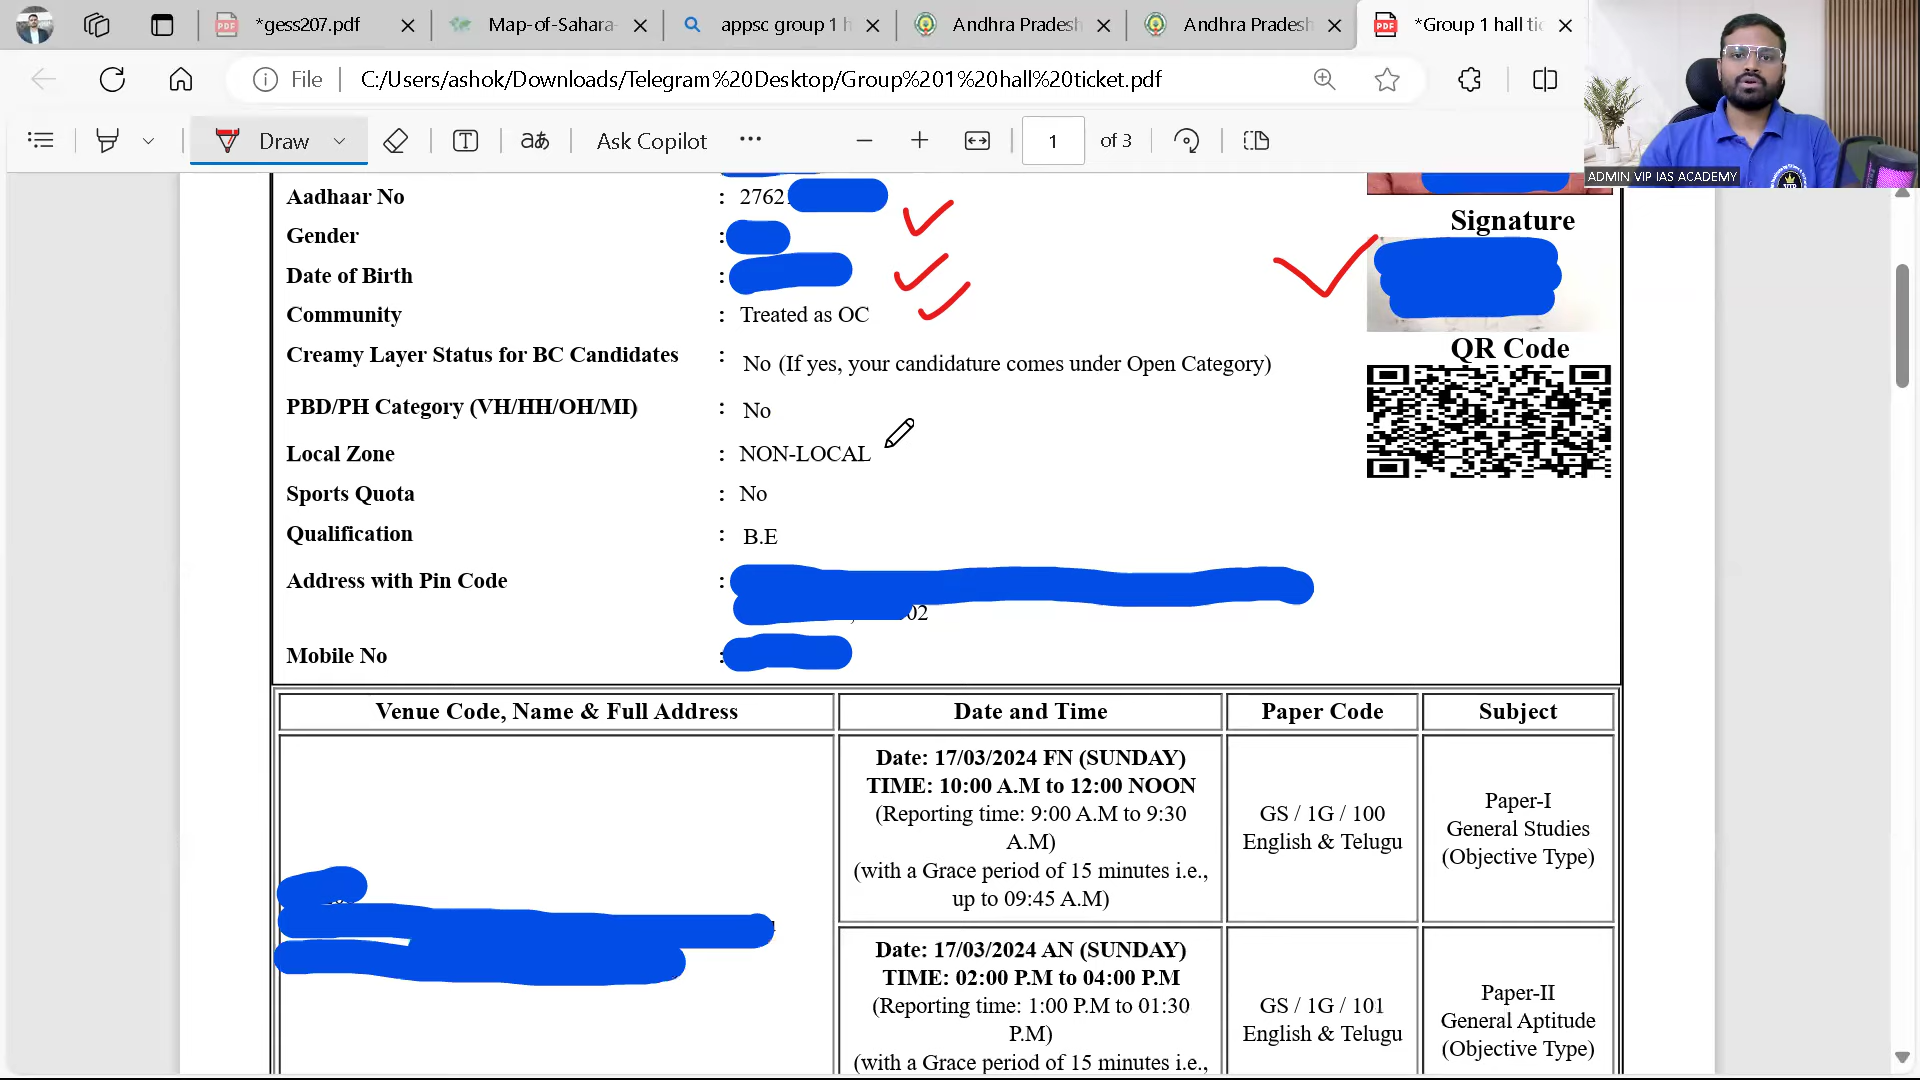 *gess207.pdf
Map-of-Sahara-
appsc group 1 h
Andhra Pradesh
Andhra Pradesh
*Group 1 hall tic
File
C:/Users/ashok/Downloads/Telegram%20Desktop/Group%201%20hall%20ticket.pdf
Draw
Ask Copilot
1 of 3
ADMIN VIP IAS ACADEMY
Aadhaar No : 2762
Signature
Gender :
Date of Birth :
Community : Treated as OC
QR Code
Creamy Layer Status for BC Candidates : No (If yes, your candidature comes under Open Category)
PBD/PH Category (VH/HH/OH/MI) : No
Local Zone : NON-LOCAL
Sports Quota : No
Qualification : B.E
Address with Pin Code :
02
Mobile No :
Venue Code, Name & Full Address
Date and Time
Paper Code
Subject
Date: 17/03/2024 FN (SUNDAY)
TIME: 10:00 A.M to 12:00 NOON
(Reporting time: 9:00 A.M to 9:30
A.M)
(with a Grace period of 15 minutes i.e.,
up to 09:45 A.M)
GS / 1G / 100
English & Telugu
Paper-I
General Studies
(Objective Type)
Date: 17/03/2024 AN (SUNDAY)
TIME: 02:00 P.M to 04:00 P.M
(Reporting time: 1:00 P.M to 01:30
P.M)
(with a Grace period of 15 minutes i.e.,
GS / 1G / 101
English & Telugu
Paper-II
General Aptitude
(Objective Type)